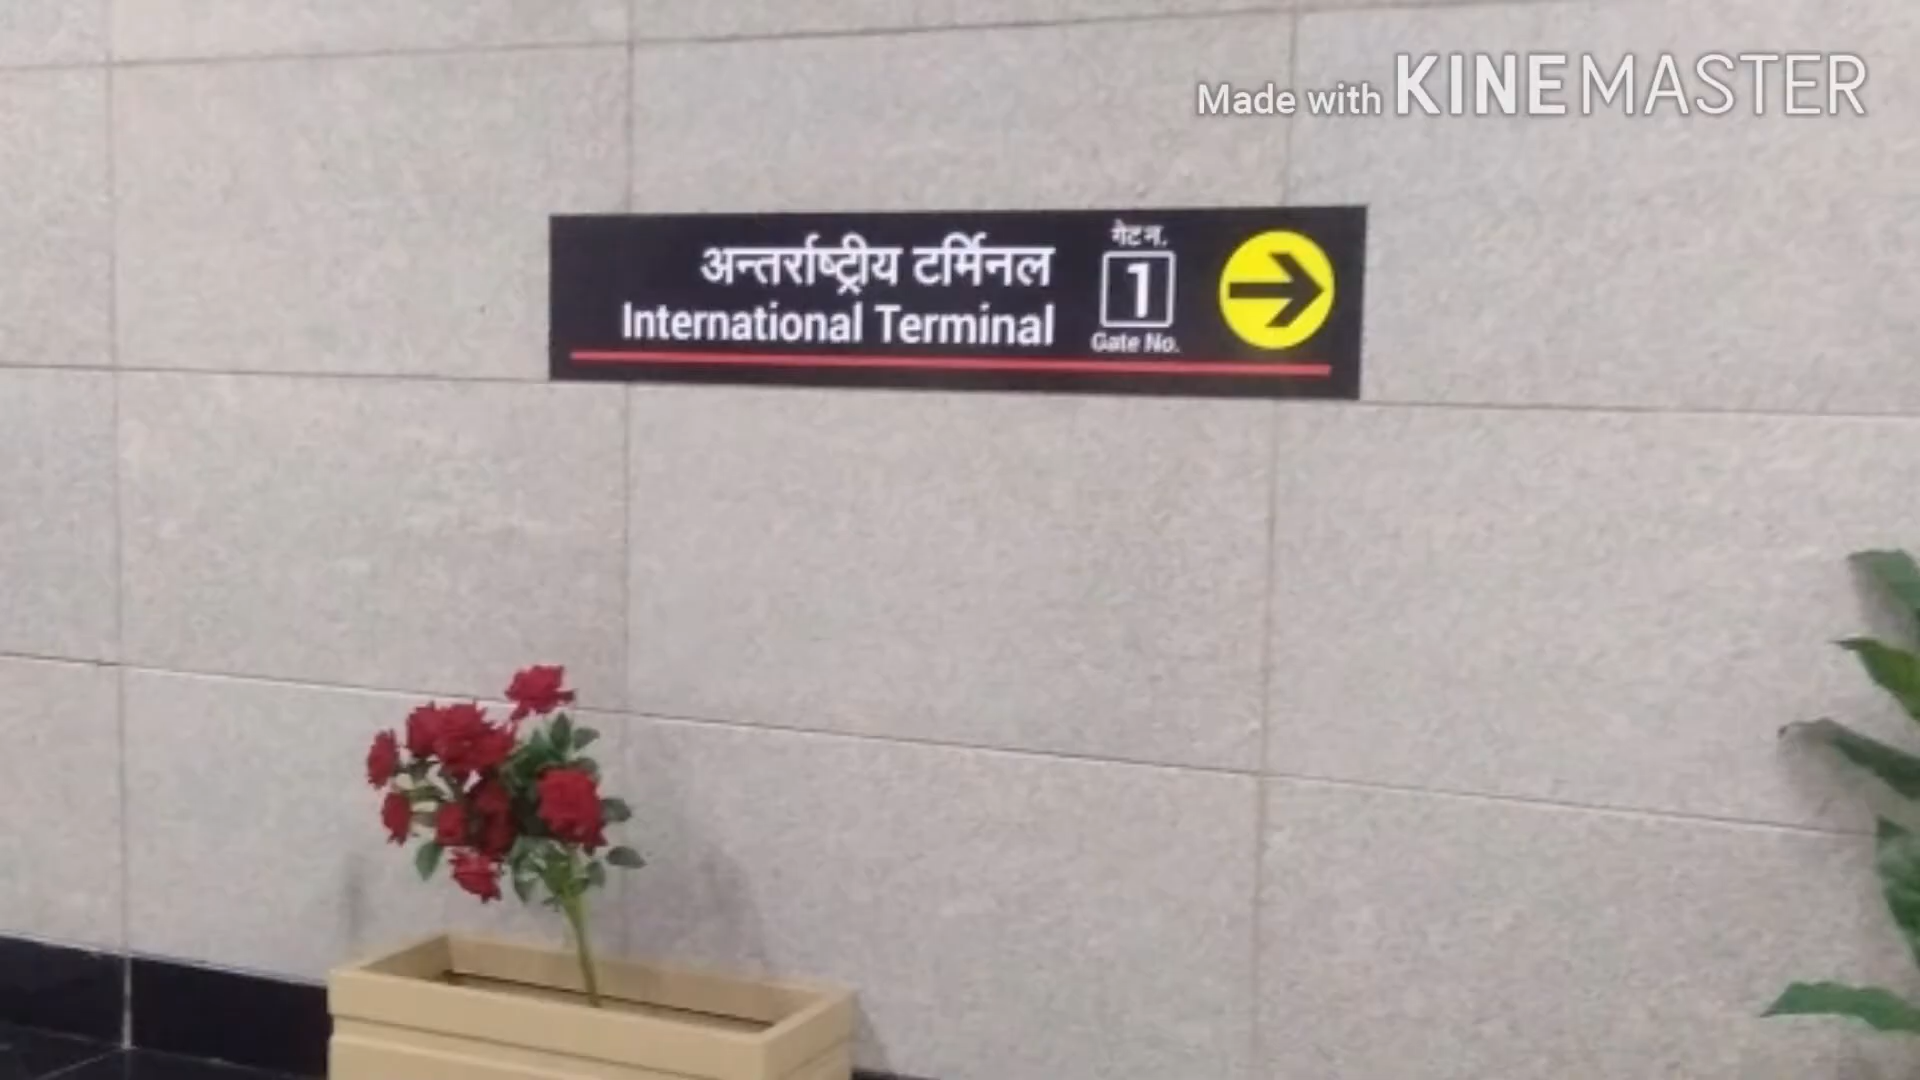 Made with KINEMASTER
अन्तर्राष्ट्रीय टर्मिनल
International Terminal
गेट न.
1
Gate No.